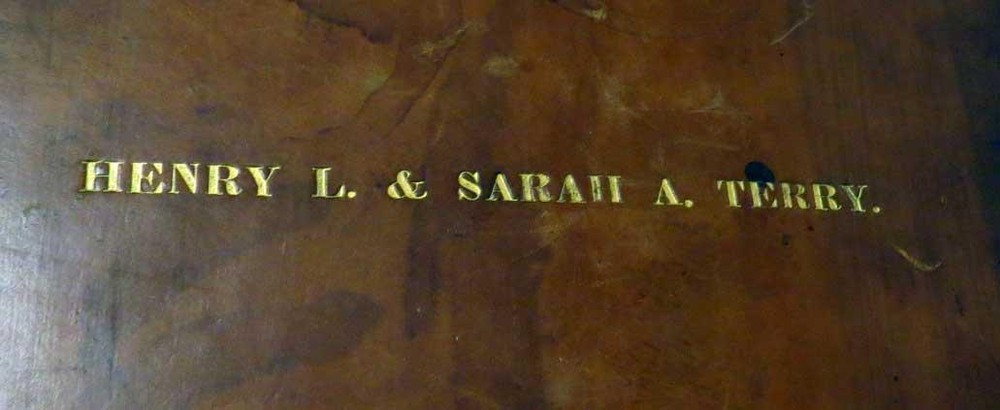 HENRY L. & SARAH A. TERRY.